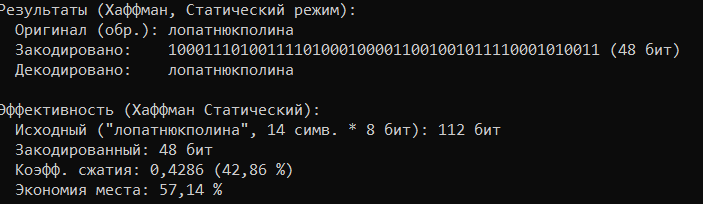 Результаты (Хаффман, Статический режим):
Оригинал (обр.): лопатнюкполина
Закодировано: 100011101001111010001000011001001011110001010011 (48 бит)
Декодировано: лопатнюкполина
Эффективность (Хаффман Статический):
Исходный ("лопатнюкполина", 14 симв. * 8 бит): 112 бит
Закодированный: 48 бит
Коэфф. сжатия: 0,4286 (42,86 %)
Экономия места: 57,14 %